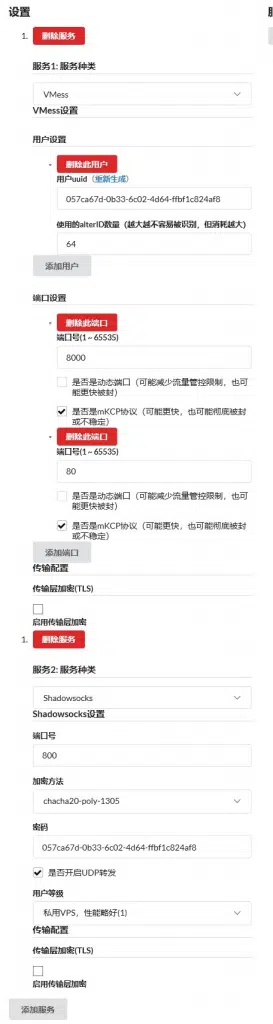 设置
1. 删除服务
服务1: 服务种类
VMess
VMess设置
用户设置
删除此用户
用户uuid（重新生成）
057ca67d-0b33-6c02-4d64-ffbf1c824af8
使用的alterID数量（越大越不容易被识别，但消耗越大）
64
添加用户
端口设置
删除此端口
端口号(1 ~ 65535)
8000
是否是动态端口（可能减少流量管控限制，也可
能更快被封）
是否是mKCP协议（可能更快，也可能彻底被封
或不稳定）
删除此端口
端口号(1 ~ 65535)
80
是否是动态端口（可能减少流量管控限制，也可
能更快被封）
是否是mKCP协议（可能更快，也可能彻底被封
或不稳定）
添加端口
传输配置
传输层加密(TLS)
启用传输层加密
1. 删除服务
服务2: 服务种类
Shadowsocks
Shadowsocks设置
端口号
800
加密方法
chacha20-poly-1305
密码
057ca67d-0b33-6c02-4d64-ffbf1c824af8
是否开启UDP转发
用户等级
私用VPS，性能略好(1)
传输配置
传输层加密(TLS)
启用传输层加密
添加服务